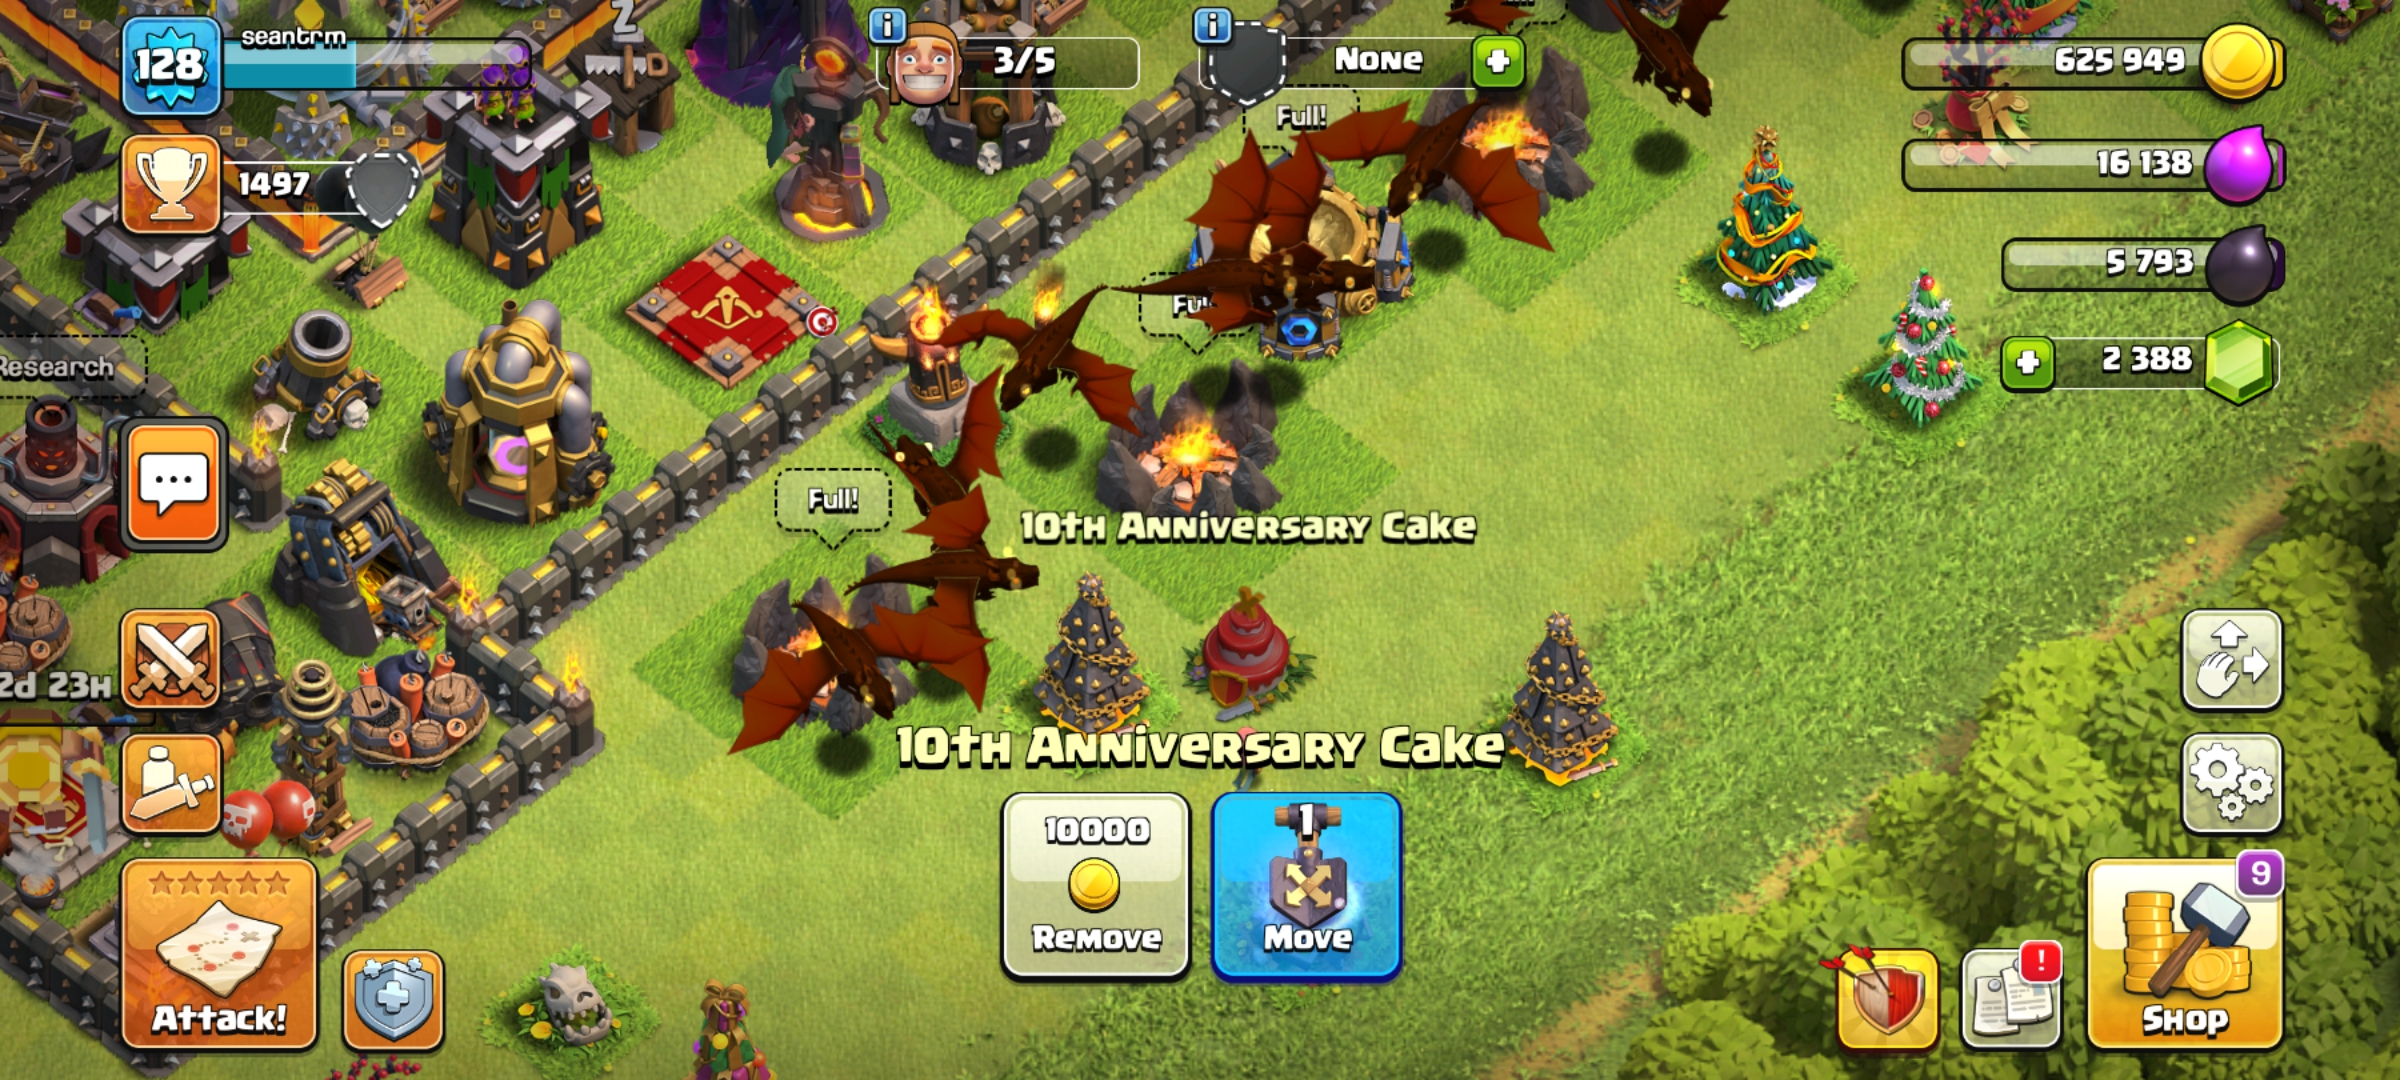 128
seantrm
3/5
None
625 949
1497
Full!
16 138
5 793
Research
2 388
Full!
10th Anniversary Cake
2d 23H
10th Anniversary Cake
10000
Remove
1
Move
Attack!
9
!
Shop